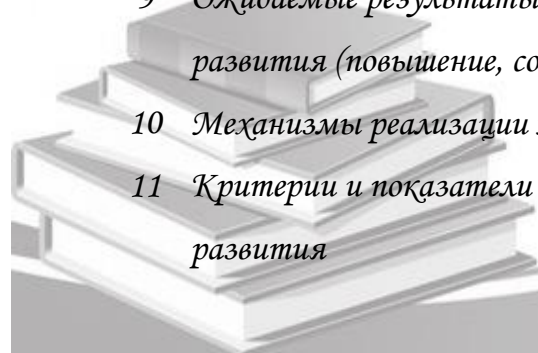 9 Ожидаемые результаты
развития (повышение, со
10 Механизмы реализации
11 Критерии и показатели
развития